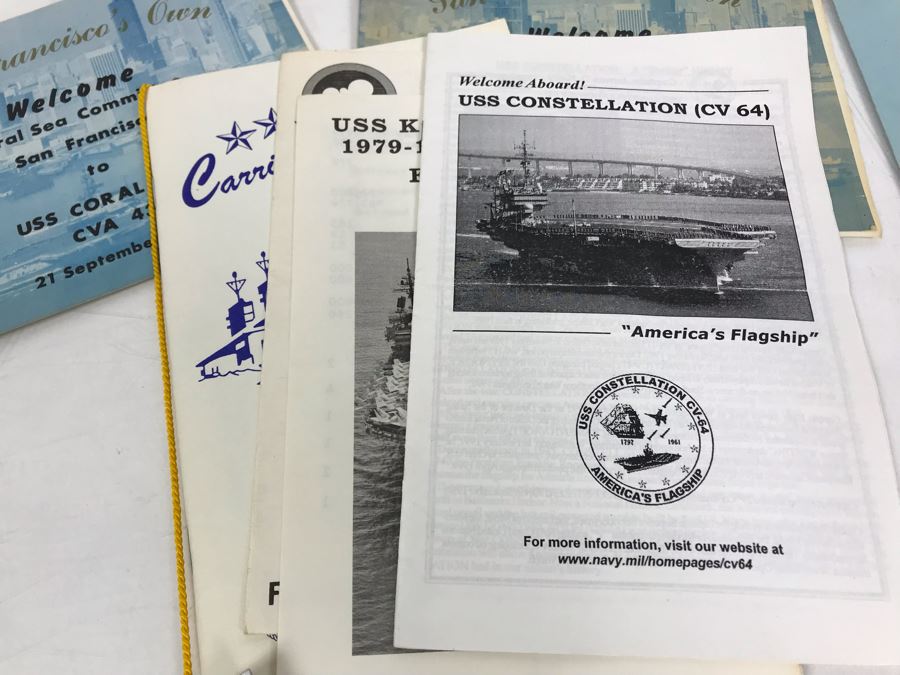 Francisco's Own
Welcome
San Francisco
to
USS CORAL
CVA 4
21 September
Welcome
USS K
1979-1
Welcome Aboard!
USS CONSTELLATION (CV 64)
"America's Flagship"
USS CONSTELLATION CV-64
1797
1961
AMERICA'S FLAGSHIP
For more information, visit our website at
www.navy.mil/homepages/cv64